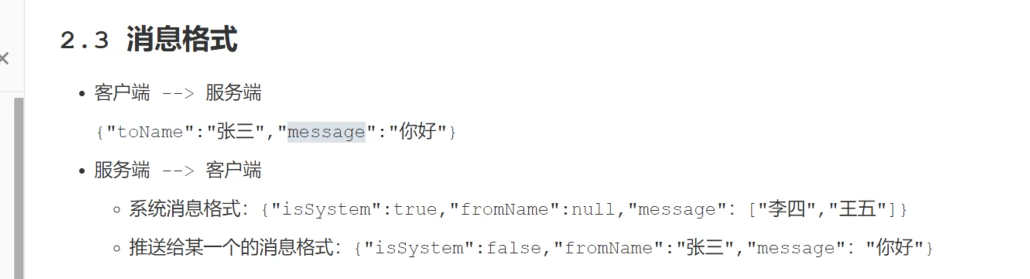 2.3 消息格式
客户端 --> 服务端
{"toName":"张三","message":"你好"}
服务端 --> 客户端
系统消息格式：{"isSystem":true,"fromName":null,"message"：["李四","王五"]}
推送给某一个的消息格式：{"isSystem":false,"fromName":"张三","message"："你好"}